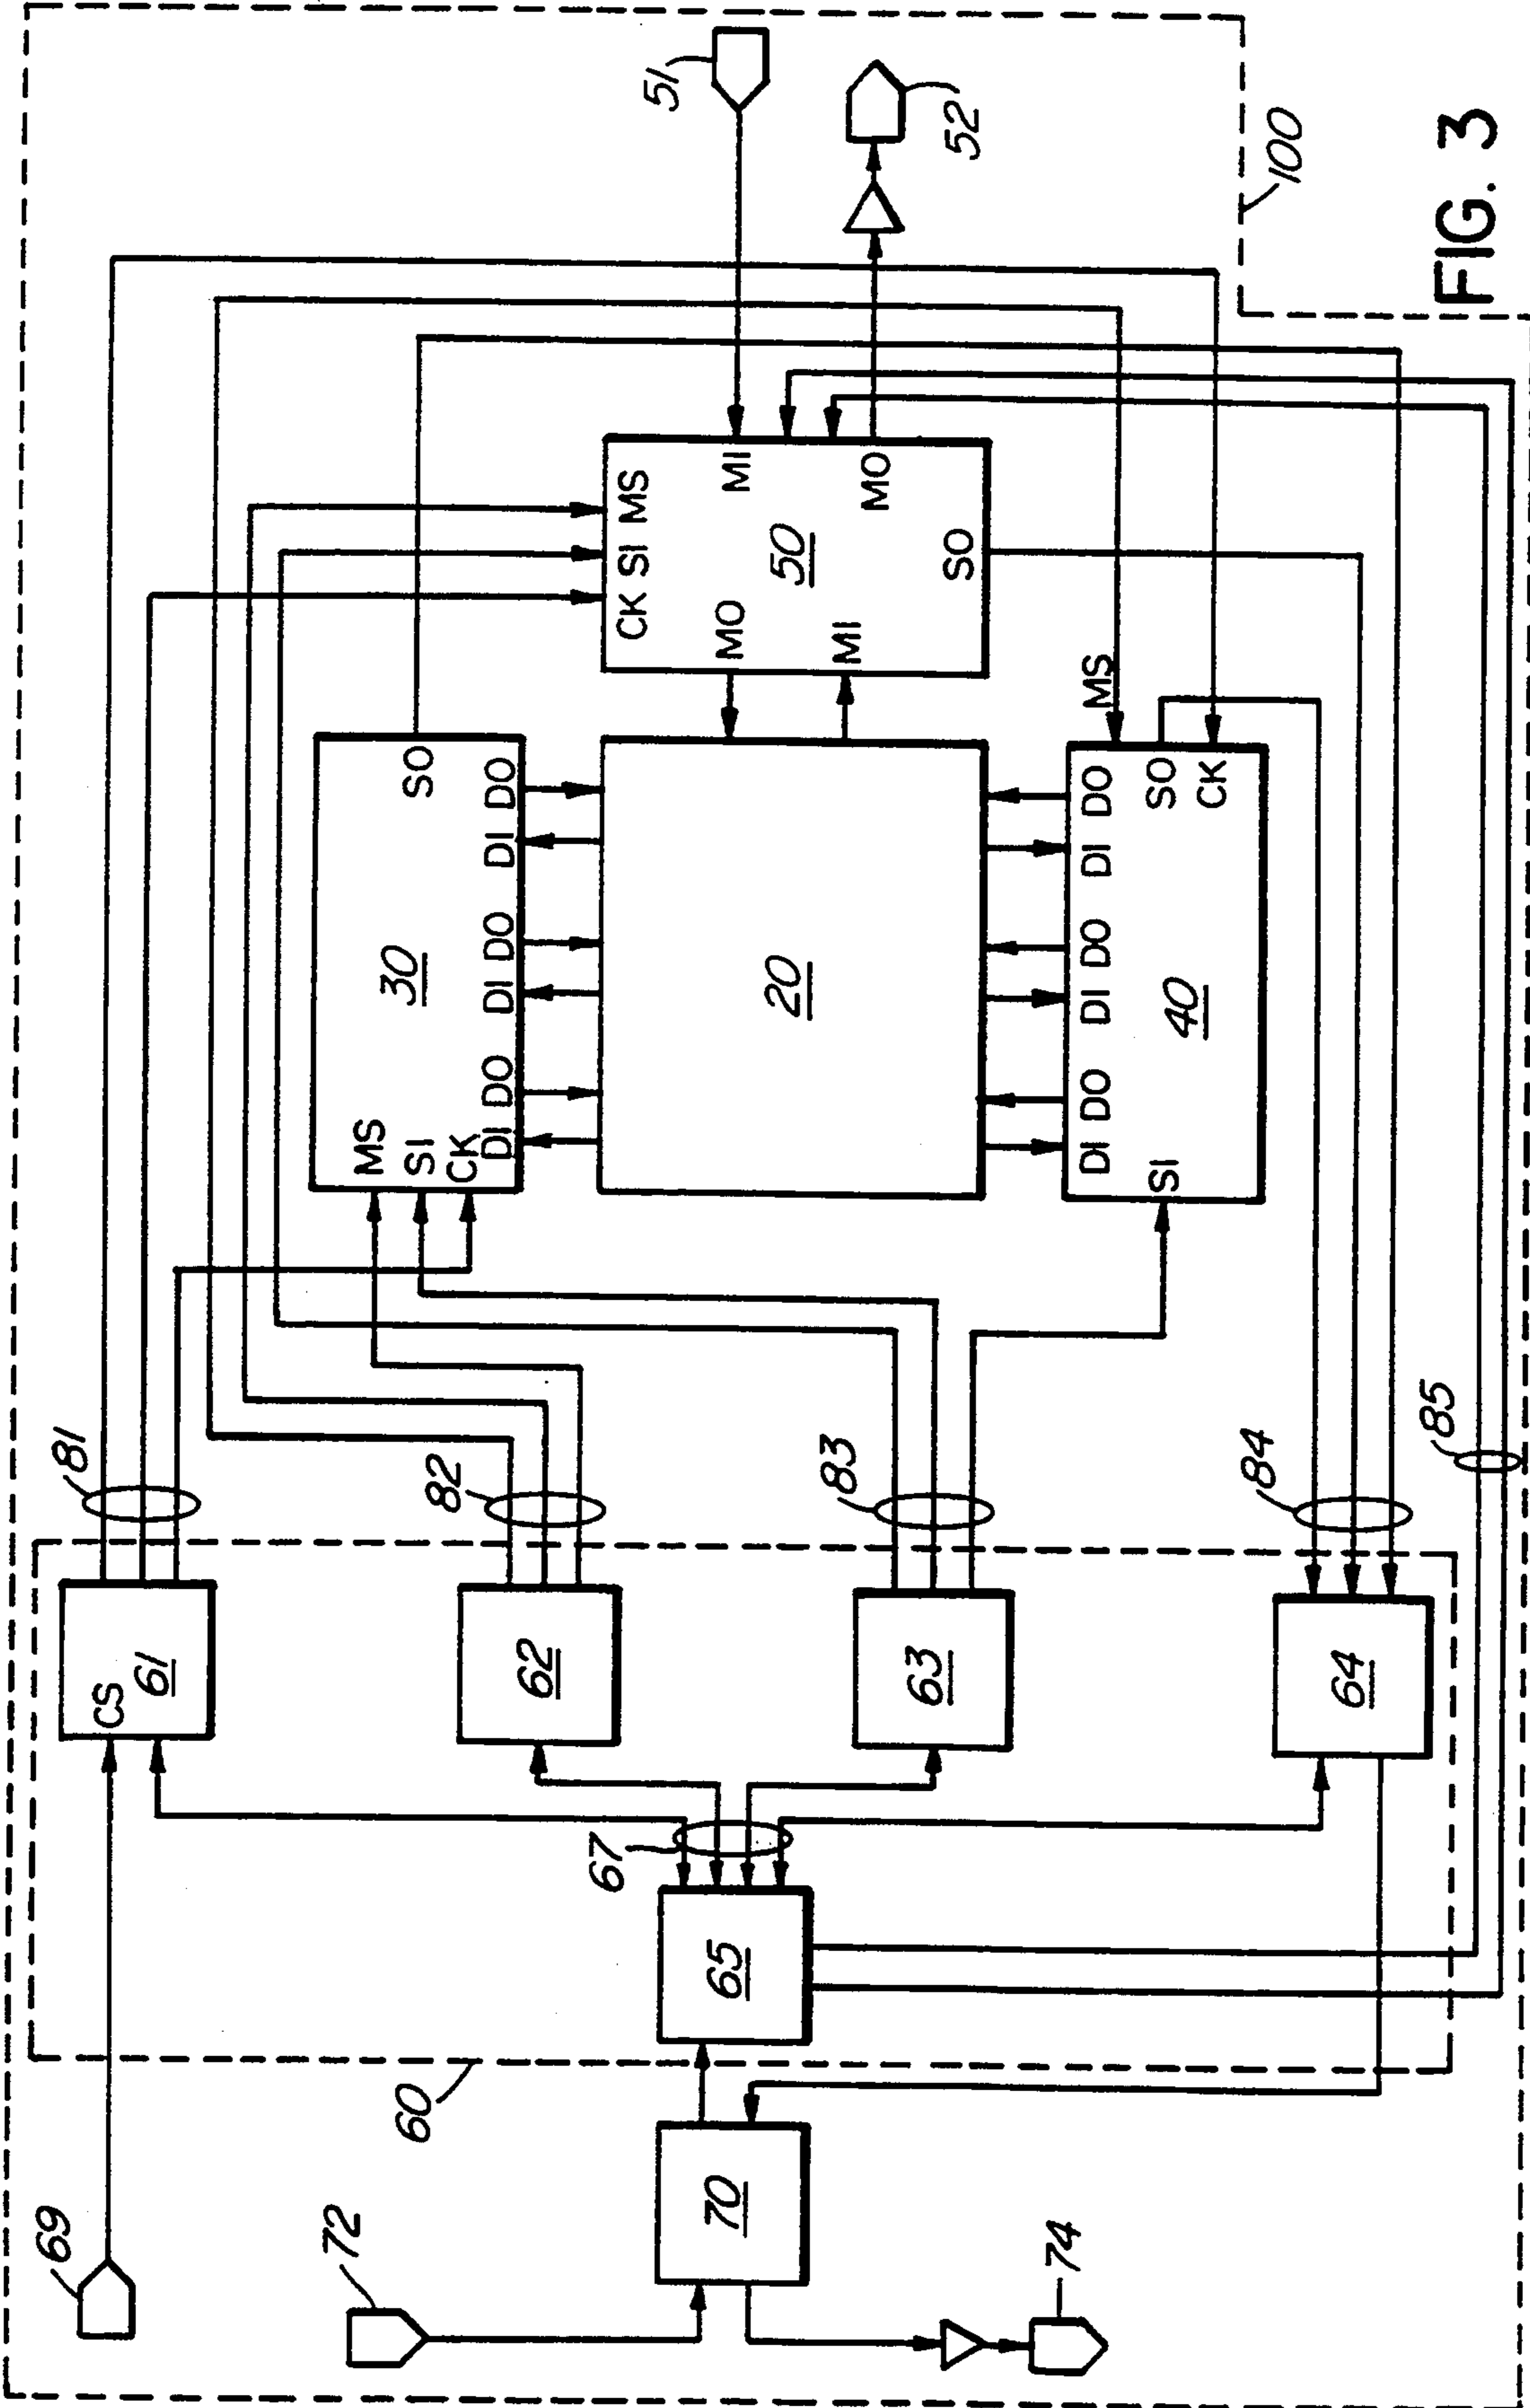 69
CS
61
81
72
60
62
82
MS
SI
CK
30
SO
DI DO DI DO DI DO
CK SI MS
51
67
65
70
63
83
20
MO
MI
50
MI
MO
SO
52
74
64
84
85
SI
DI DO DI DO DI DO
40
MS
SO
CK
100
FIG. 3